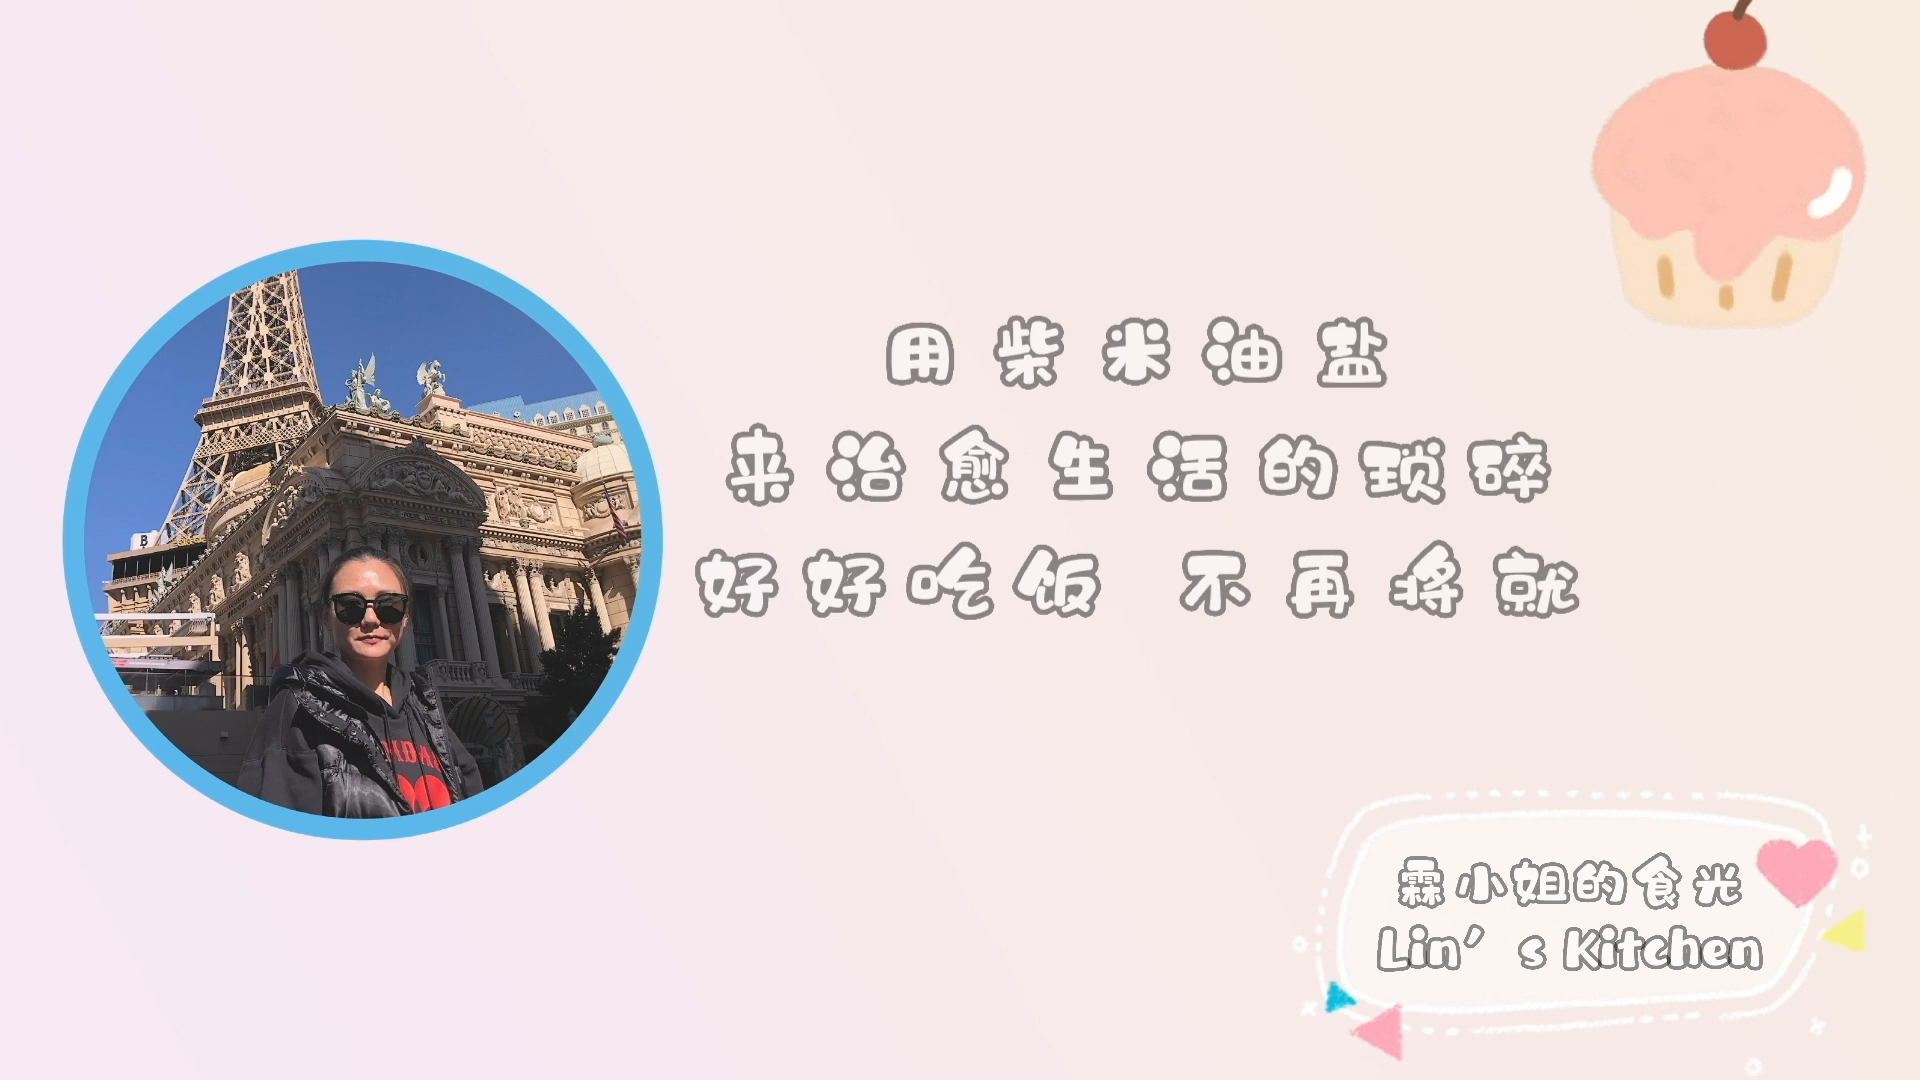 用柴米油盐
来治愈生活的琐碎
好好吃饭 不再将就
霖小姐的食光
Lin’s Kitchen